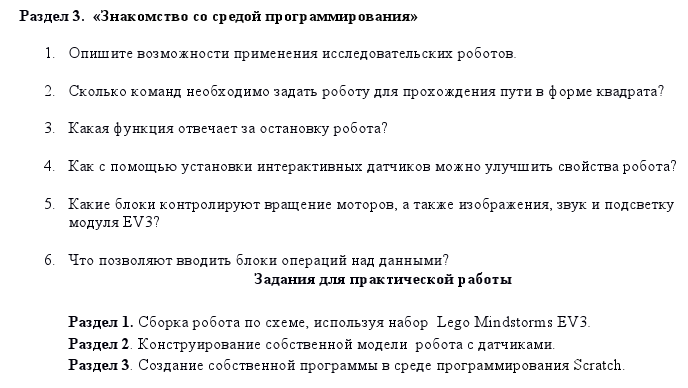 Раздел 3. «Знакомство со средой программирования»
1. Опишите возможности применения исследовательских роботов.
2. Сколько команд необходимо задать роботу для прохождения пути в форме квадрата?
3. Какая функция отвечает за остановку робота?
4. Как с помощью установки интерактивных датчиков можно улучшить свойства робота?
5. Какие блоки контролируют вращение моторов, а также изображения, звук и подсветку
модуля EV3?
6. Что позволяют вводить блоки операций над данными?
Задания для практической работы
Раздел 1. Сборка робота по схеме, используя набор Lego Mindstorms EV3.
Раздел 2. Конструирование собственной модели робота с датчиками.
Раздел 3. Создание собственной программы в среде программирования Scratch.